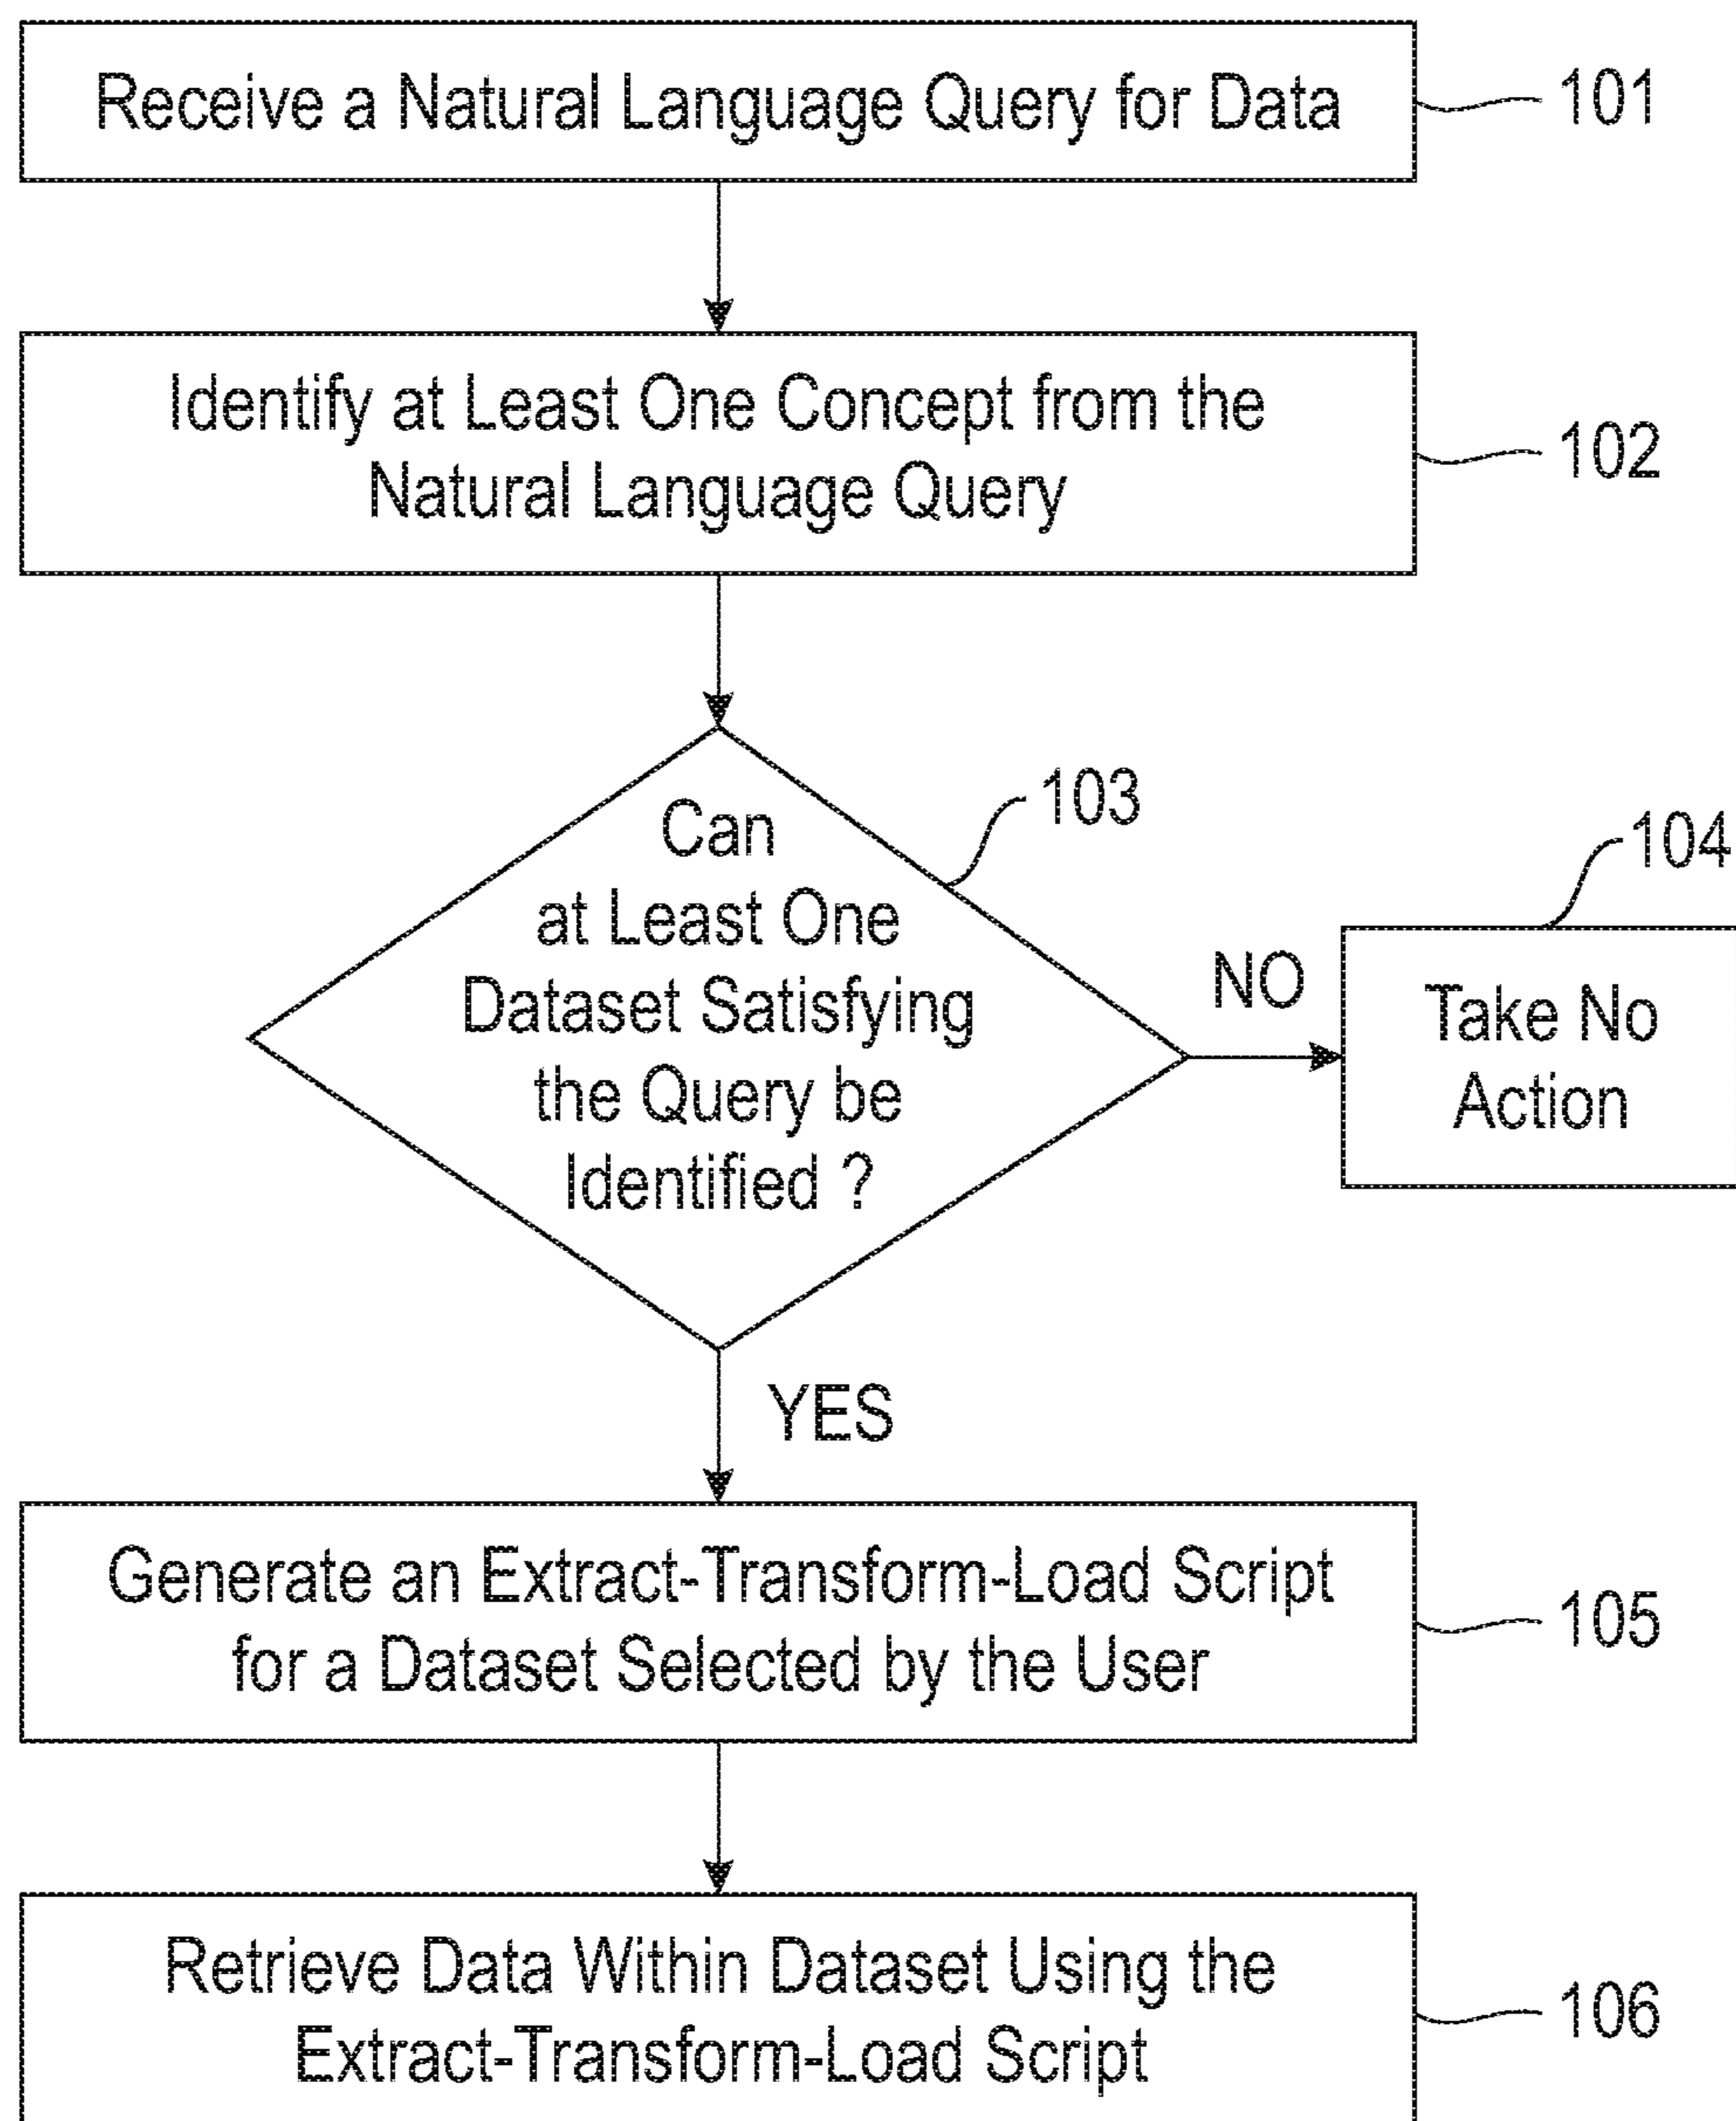 Receive a Natural Language Query for Data
101
Identify at Least One Concept from the
Natural Language Query
102
Can
at Least One
Dataset Satisfying
the Query be
Identified ?
103
NO
104
Take No
Action
YES
Generate an Extract-Transform-Load Script
for a Dataset Selected by the User
105
Retrieve Data Within Dataset Using the
Extract-Transform-Load Script
106